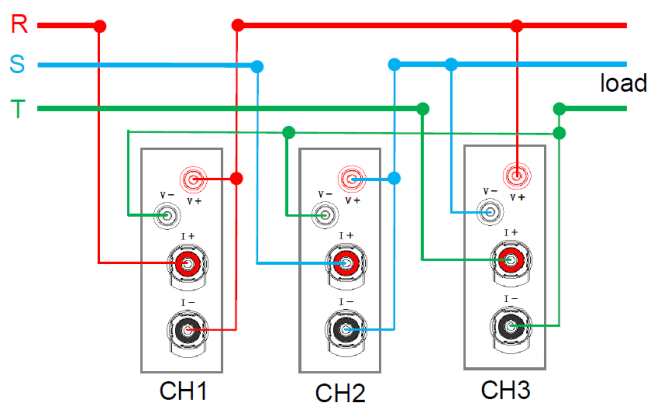 R
S
load
T
V-
V+
I+
I-
CH1
V-
V+
I+
I-
CH2
V-
V+
I+
I-
CH3